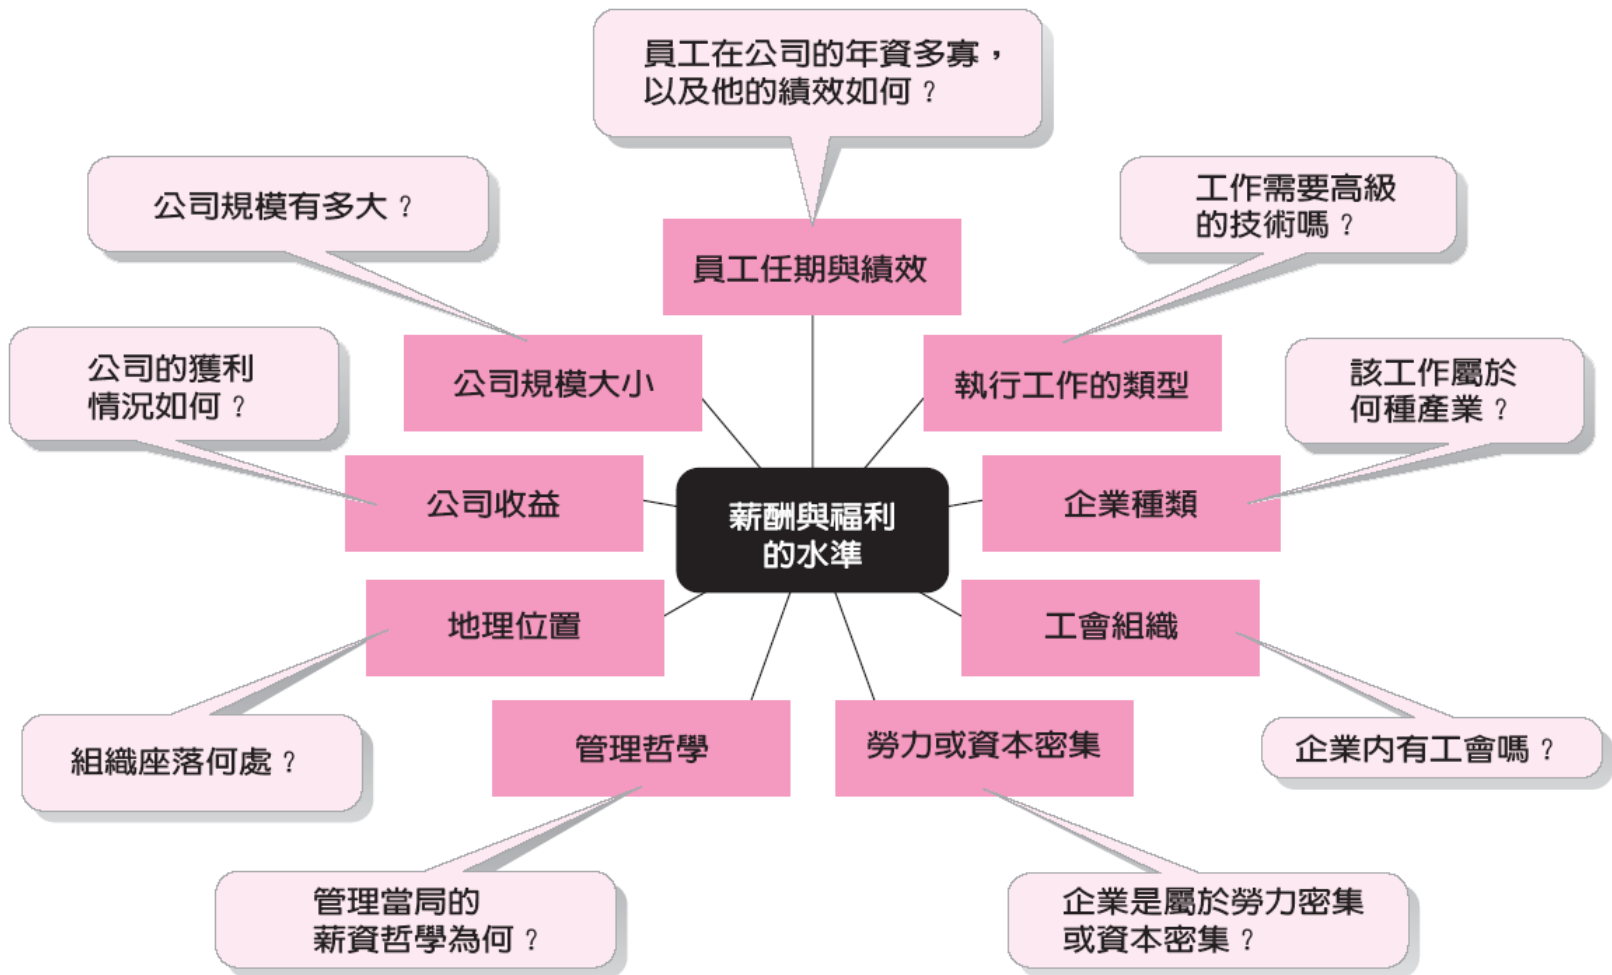 員工在公司的年資多寡，
以及他的績效如何？
公司規模有多大？
工作需要高級
的技術嗎？
員工任期與績效
公司的獲利
情況如何？
公司規模大小
執行工作的類型
該工作屬於
何種產業？
公司收益
薪酬與福利
的水準
企業種類
地理位置
工會組織
組織座落何處？
管理哲學
勞力或資本密集
企業內有工會嗎？
管理當局的
薪資哲學為何？
企業是屬於勞力密集
或資本密集？